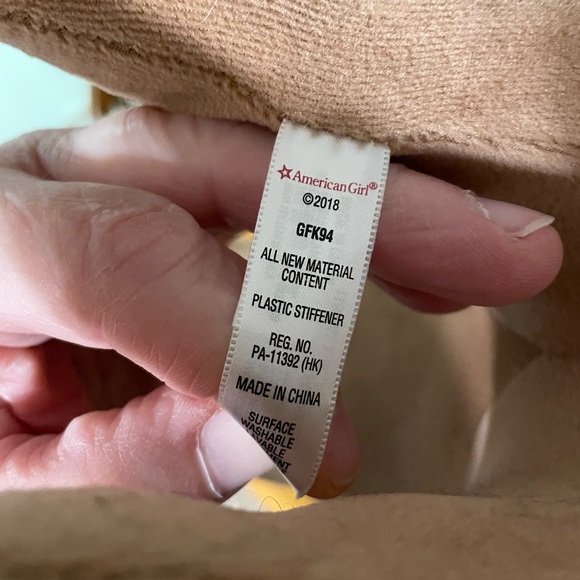 American Girl®
©2018
GFK94
ALL NEW MATERIAL
CONTENT
PLASTIC STIFFENER
REG. NO.
PA-11392 (HK)
MADE IN CHINA
SURFACE
WASHABLE